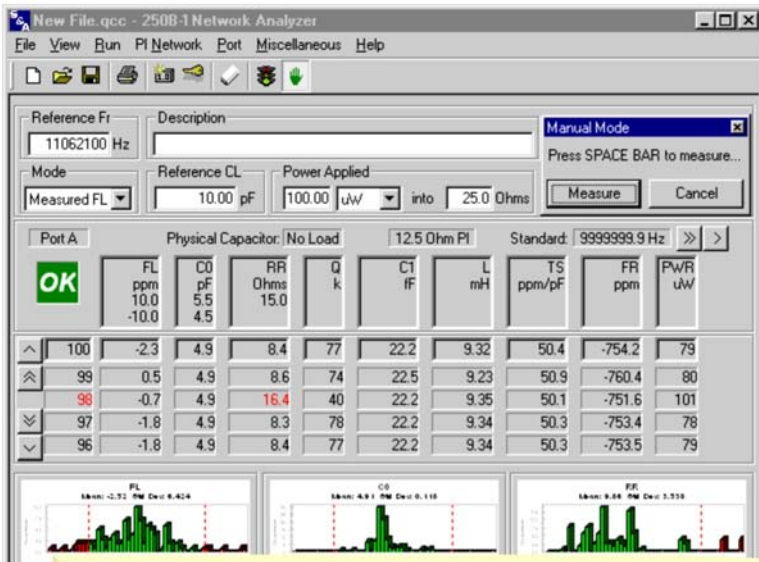 New File.qcc - 250B-1 Network Analyzer
File View Run PI Network Port Miscellaneous Help
Reference Fr
11062100 Hz
Description
Manual Mode
Press SPACE BAR to measure...
Measure Cancel
Mode
Measured FL
Reference CL
10.00 pF
Power Applied
100.00 uW into 25.0 Ohms
Port A Physical Capacitor: No Load 12.5 Ohm PI Standard: 9999999.9 Hz
OK
FL C0 RR Q C1 L TS FR PWR
ppm pF Ohms k fF mH ppm/pF ppm uW
10.0 5.5 15.0
-10.0 4.5
100 -2.3 4.9 8.4 77 22.2 9.32 50.4 -754.2 79
99 0.5 4.9 8.6 74 22.5 9.23 50.9 -760.4 80
98 -0.7 4.9 16.4 40 22.2 9.35 50.1 -751.6 101
97 -1.8 4.9 8.3 78 22.2 9.34 50.3 -753.4 78
96 -1.8 4.9 8.4 77 22.2 9.34 50.3 -753.5 79
FL C0 RR
Mean: -2.52 Mean: 4.91 Mean: